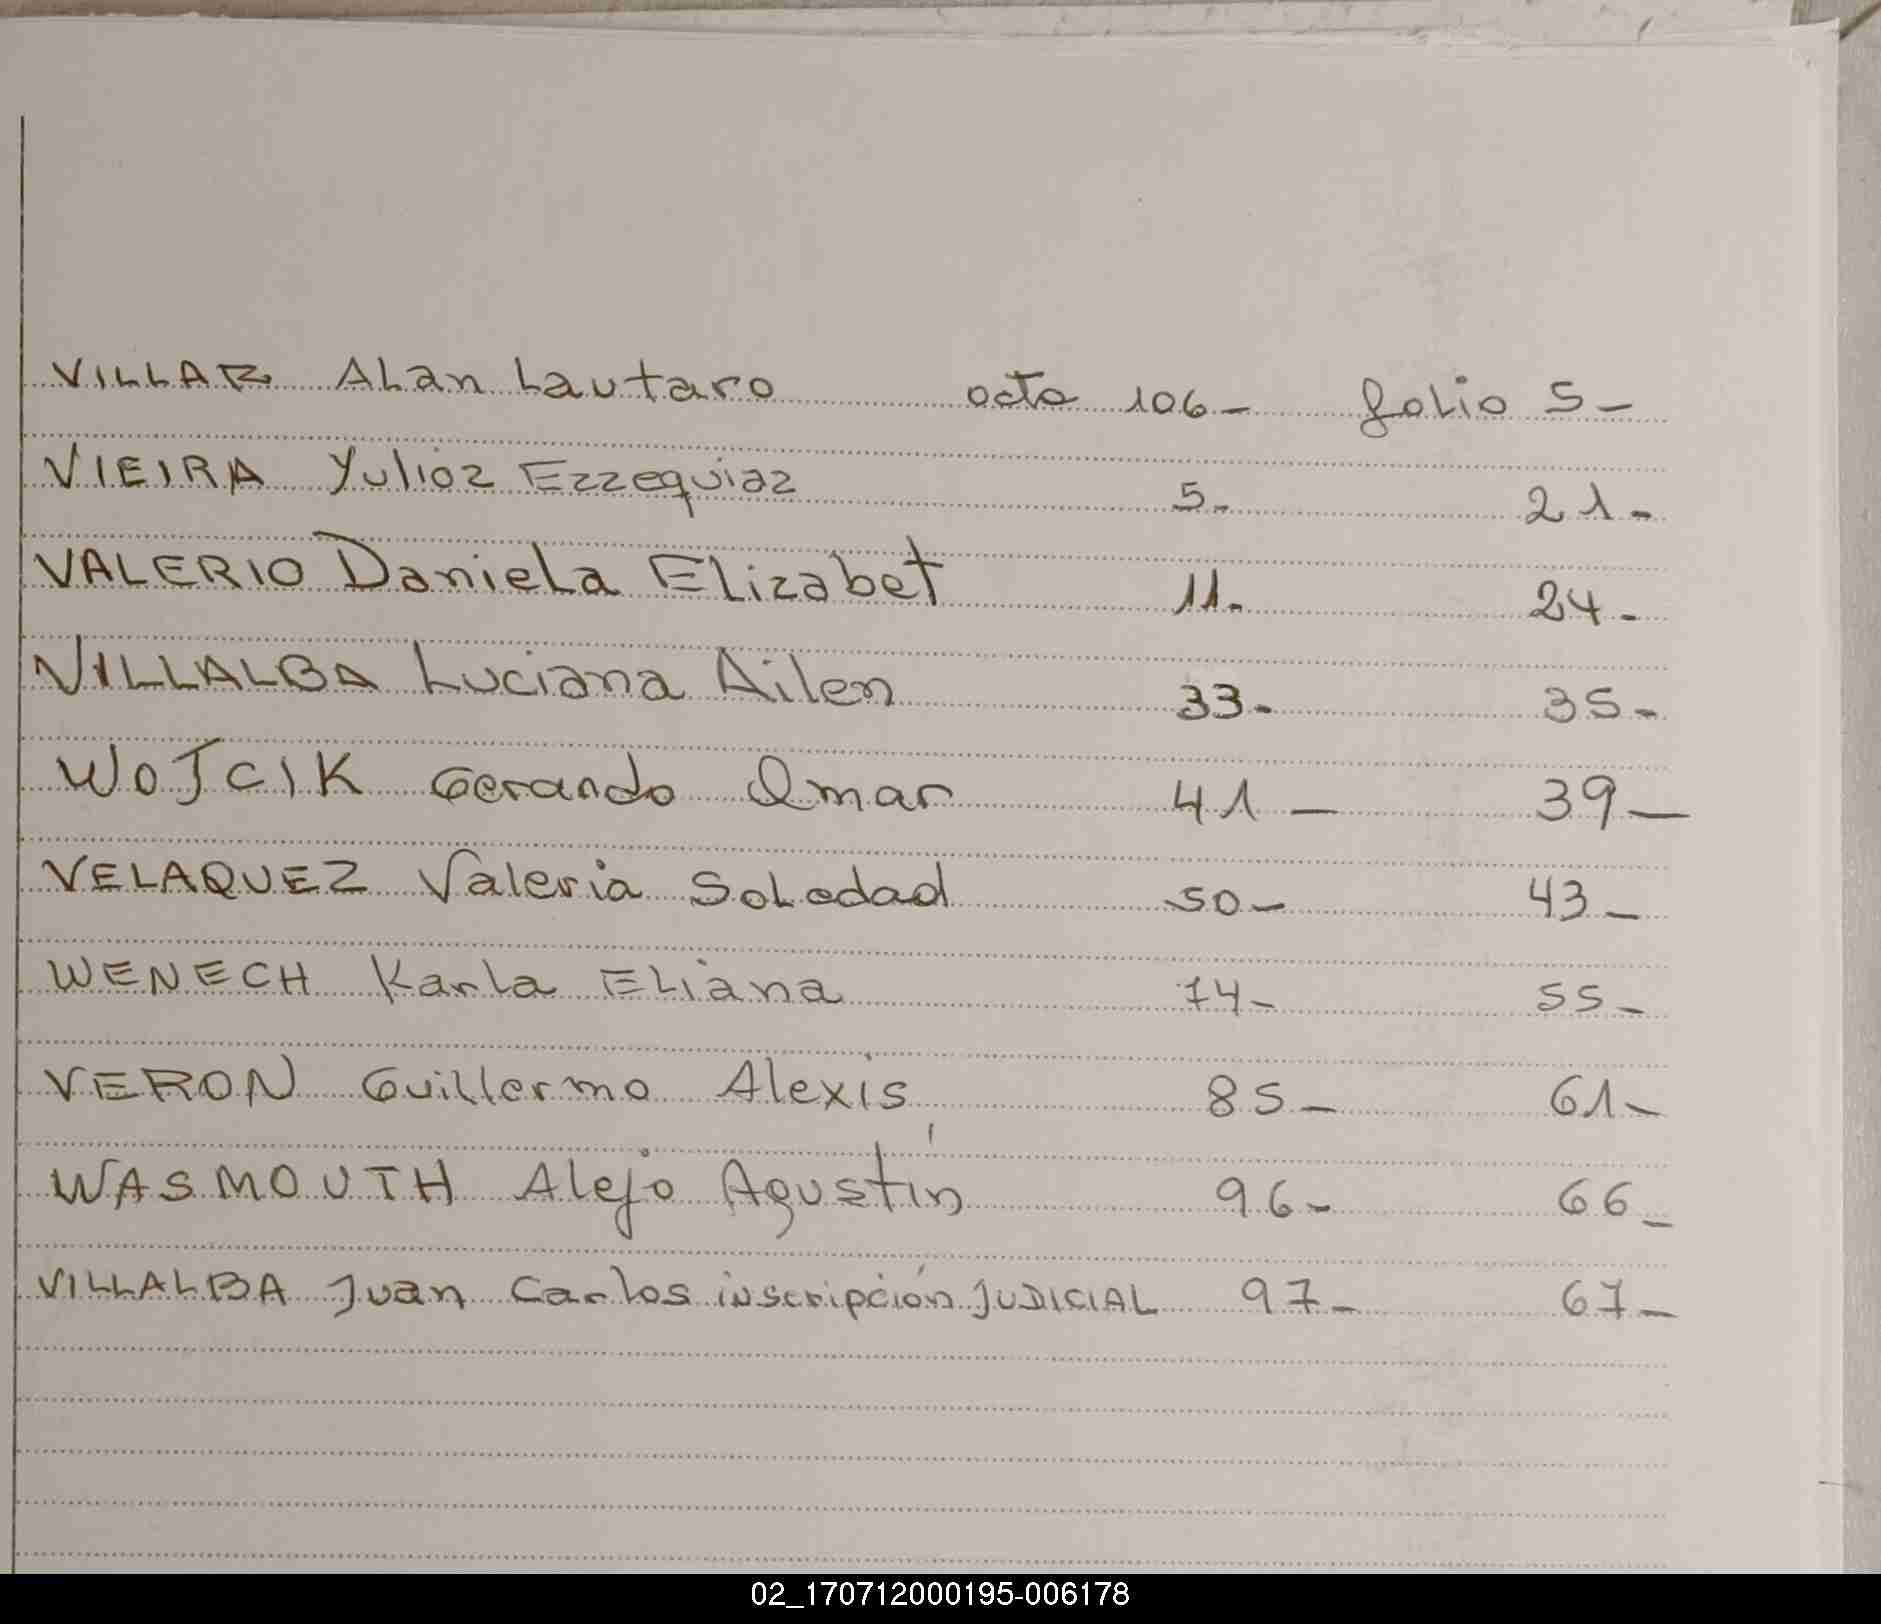 VILLAR Alan Lautaro acta 106- folio 5-
VIEIRA Yulioz Ezzequiaz 5- 21-
VALERIO Daniela Elizabet 11- 24-
VILLALBA Luciana Ailen 33- 35-
WOJCIK Gerando Omar 41- 39-
VELAQUEZ Valeria Soledad 50- 43-
WENECH Karla Eliana 74- 55-
VERON Guillermo Alexis 85- 61-
WASMOUTH Alejo Agustín 96- 66-
VILLALBA Juan Carlos inscripción JUDICIAL 97- 67-
02_170712000195-006178